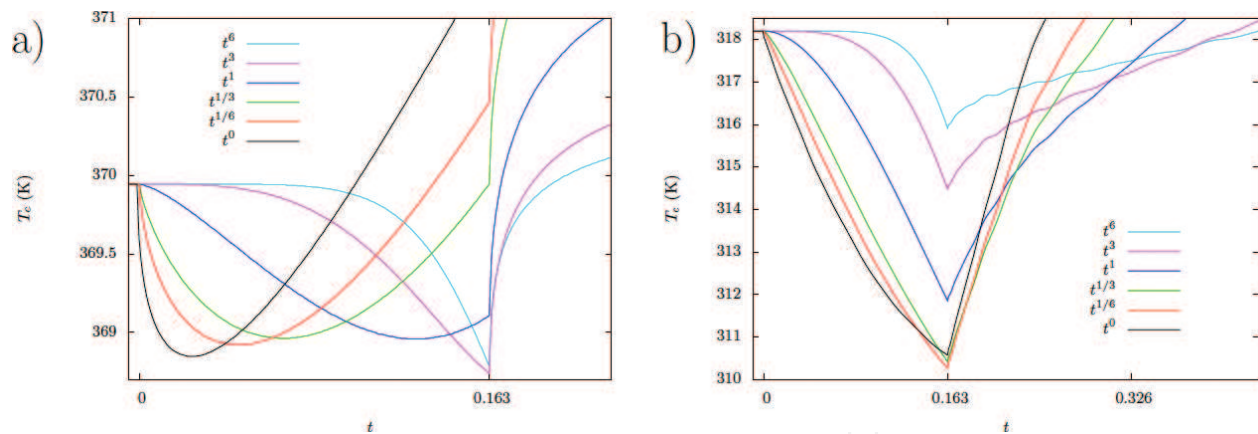 a)
371
370.5
370
369.5
369
T_c (K)
t^6
t^3
t^1
t^{1/3}
t^{1/6}
t^0
0
0.163
t
b)
318
317
316
315
314
313
312
311
310
T_c (K)
t^6
t^3
t^1
t^{1/3}
t^{1/6}
t^0
0
0.163
0.326
t